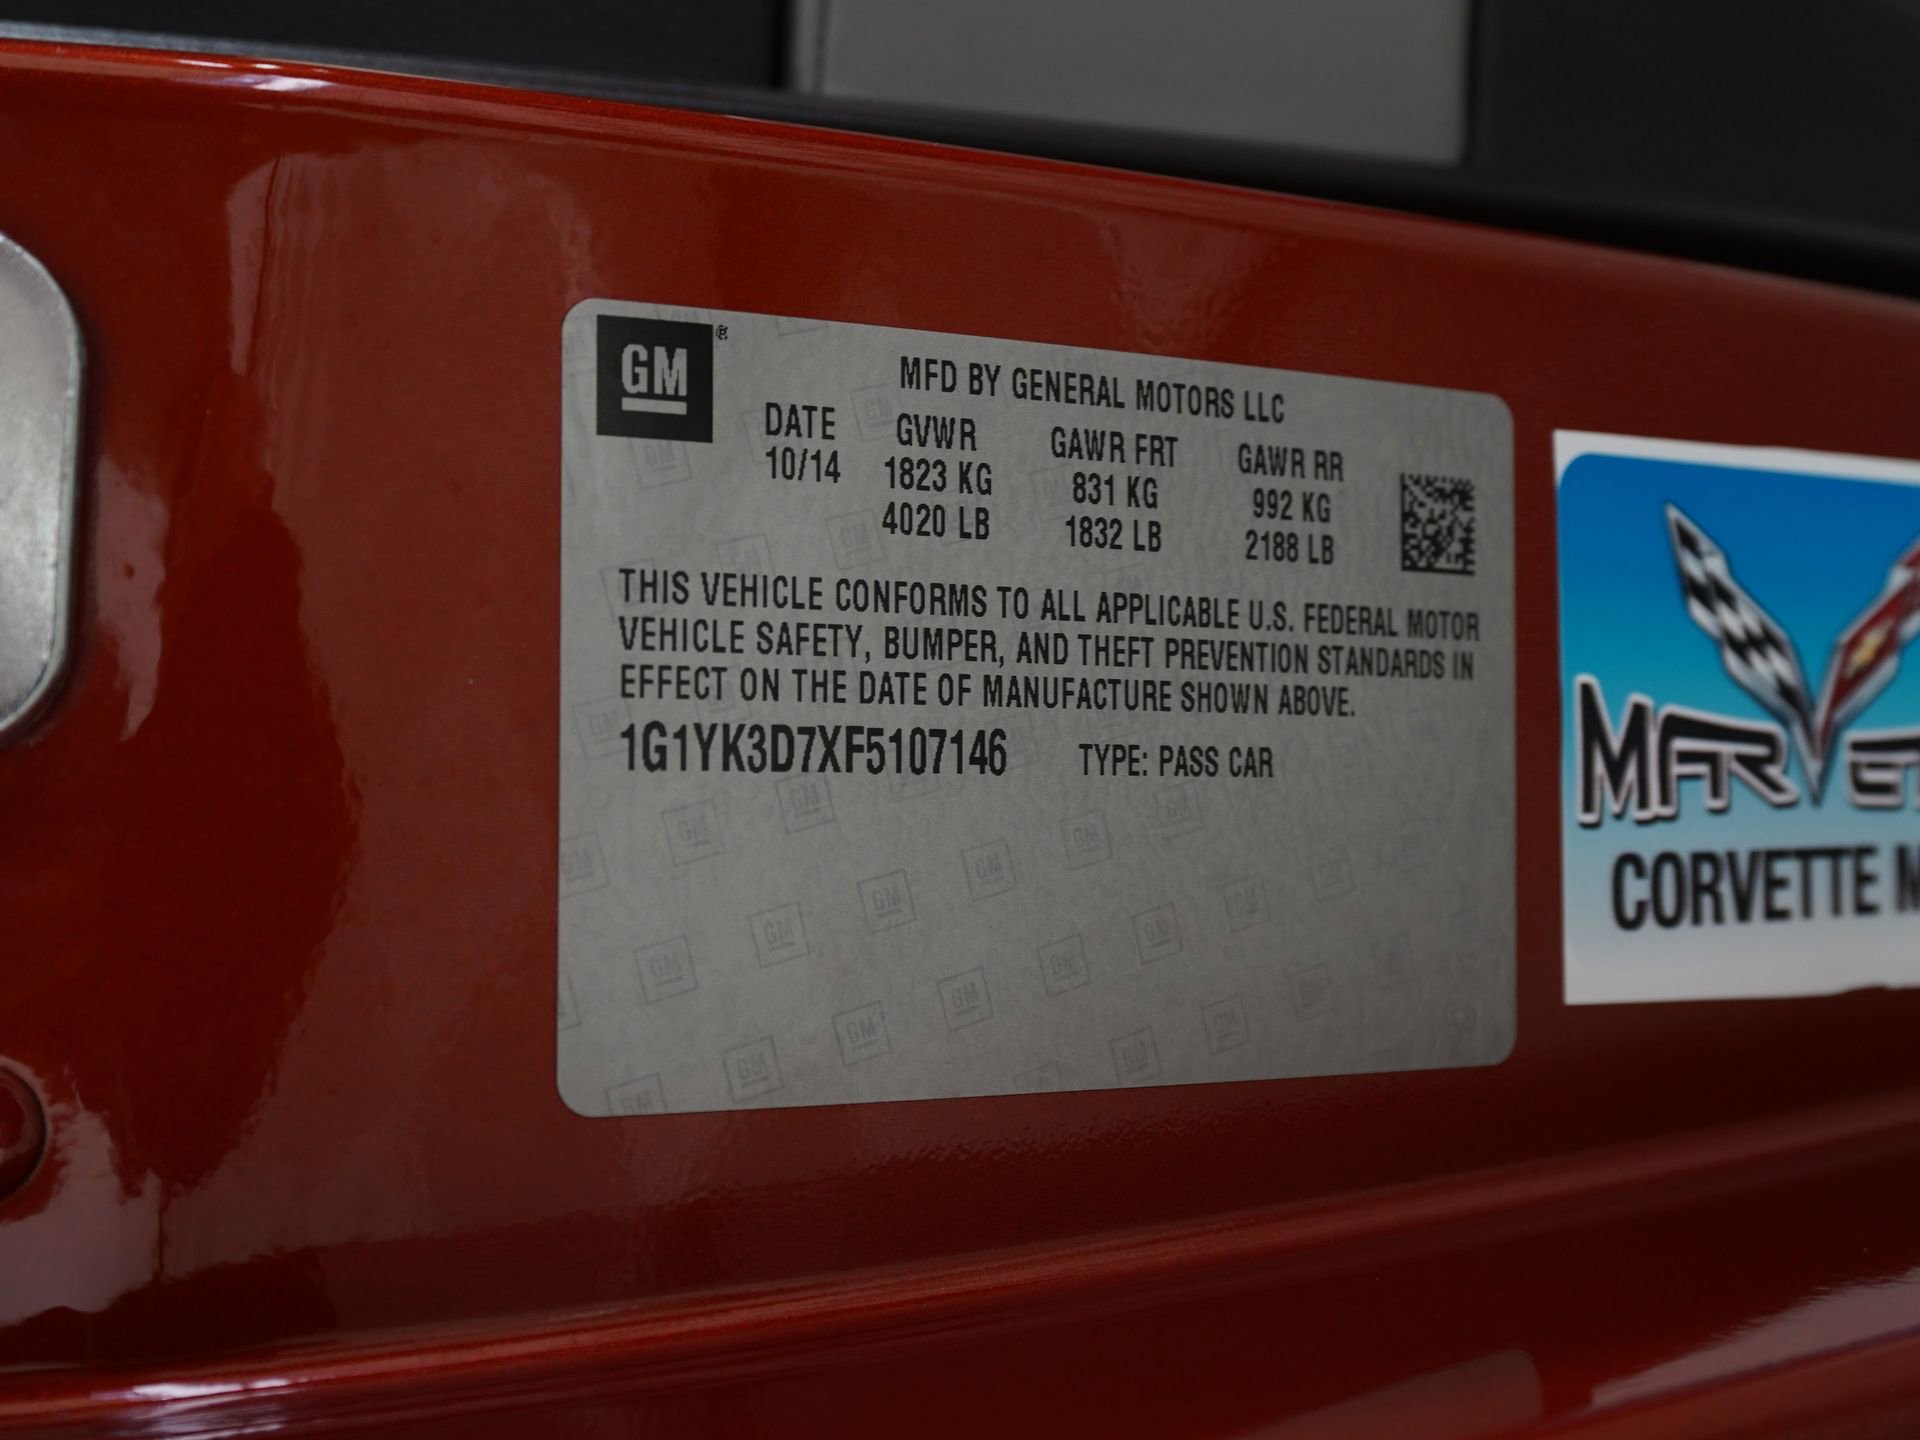 GM
MFD BY GENERAL MOTORS LLC
DATE GVWR GAWR FRT GAWR RR
10/14 1823 KG 831 KG 992 KG
4020 LB 1832 LB 2188 LB
THIS VEHICLE CONFORMS TO ALL APPLICABLE U.S. FEDERAL MOTOR
VEHICLE SAFETY, BUMPER, AND THEFT PREVENTION STANDARDS IN
EFFECT ON THE DATE OF MANUFACTURE SHOWN ABOVE.
1G1YK3D7XF5107146 TYPE: PASS CAR
CORVETTE